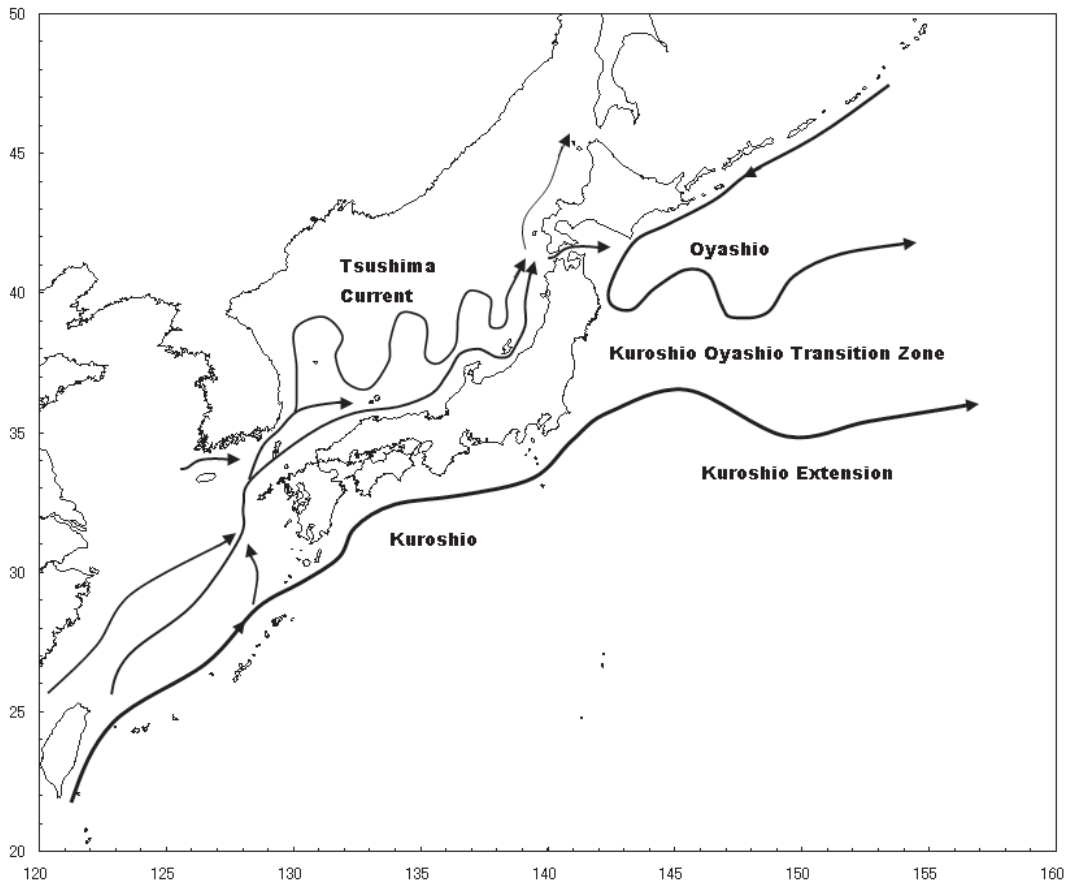 50
45
40
35
30
25
20
Tsushima
Current
Oyashio
Kuroshio Oyashio Transition Zone
Kuroshio Extension
Kuroshio
120 125 130 135 140 145 150 155 160